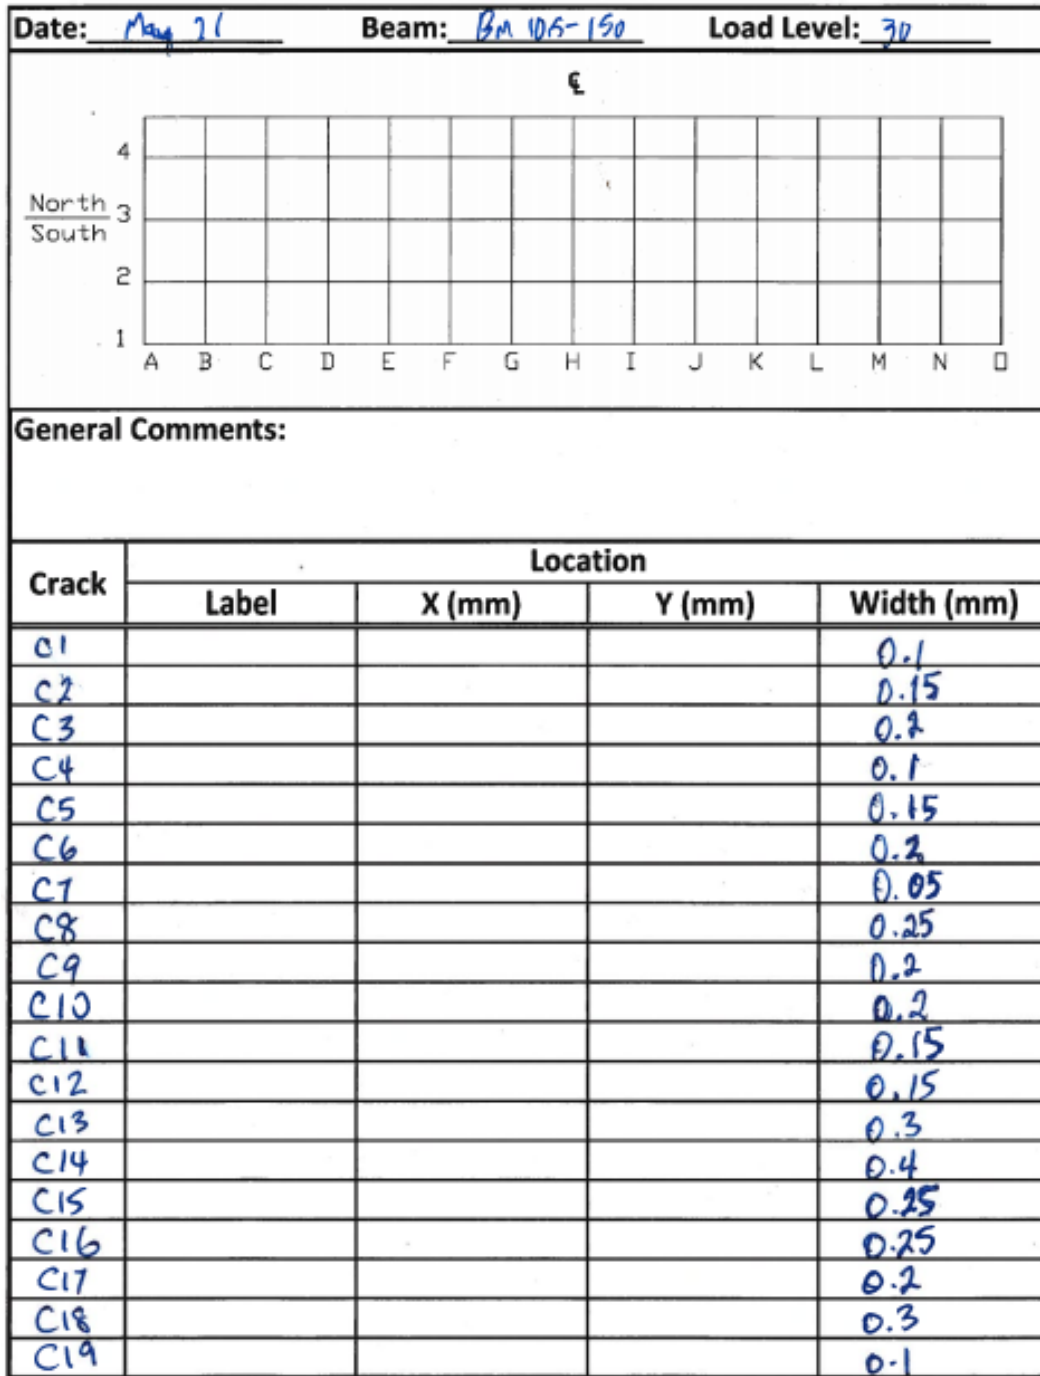 Date: May 21 Beam: BM 105-150 Load Level: 30
℄
4
North 3
South
2
1
A B C D E F G H I J K L M N O
General Comments:
Location
Crack
Label X (mm) Y (mm) Width (mm)
C1 0.1
C2 0.15
C3 0.2
C4 0.1
C5 0.15
C6 0.2
C7 0.05
C8 0.25
C9 0.2
C10 0.2
C11 0.15
C12 0.15
C13 0.3
C14 0.4
C15 0.25
C16 0.25
C17 0.2
C18 0.3
C19 0.1